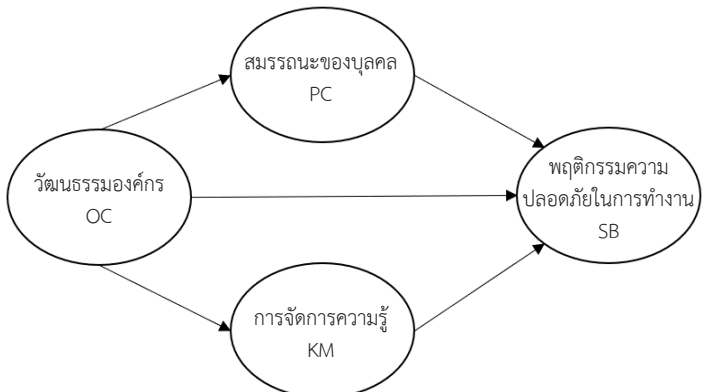 สมรรถนะของบุลคล
PC
วัฒนธรรมองค์กร
OC
พฤติกรรมความ
ปลอดภัยในการทำงาน
SB
การจัดการความรู้
KM